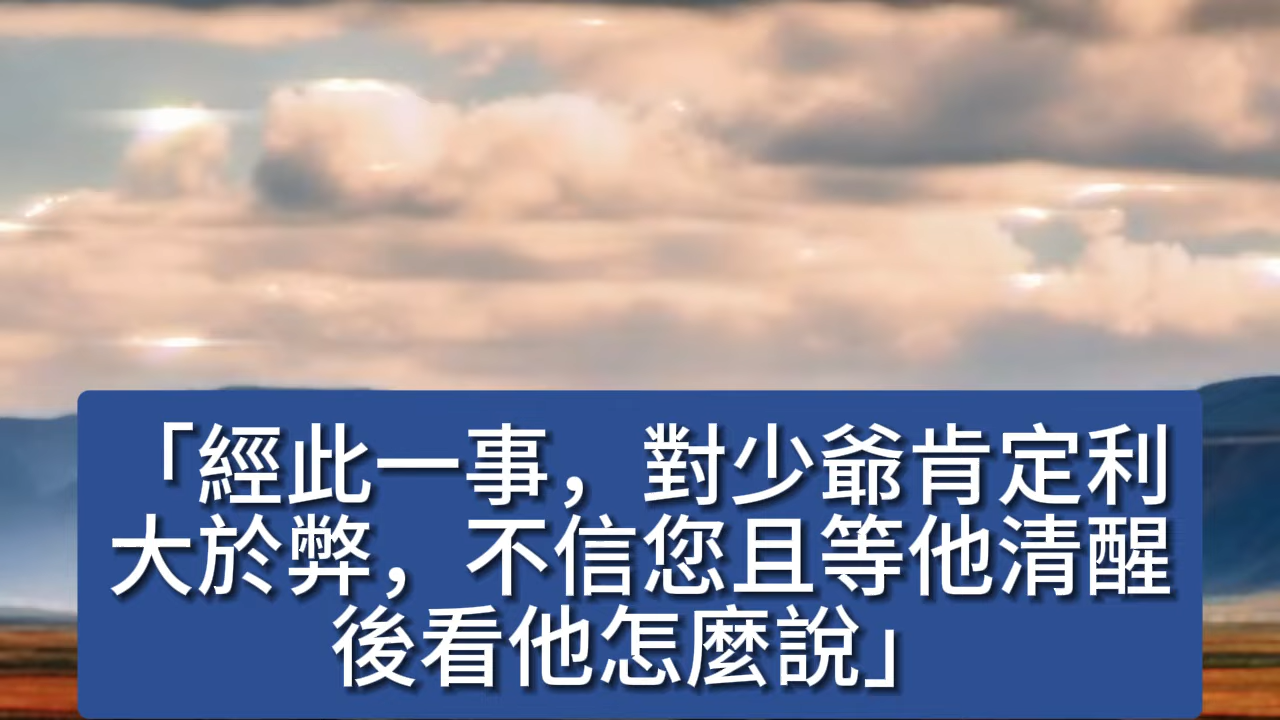 「經此一事，對少爺肯定利
大於弊，不信您且等他清醒
後看他怎麼說」